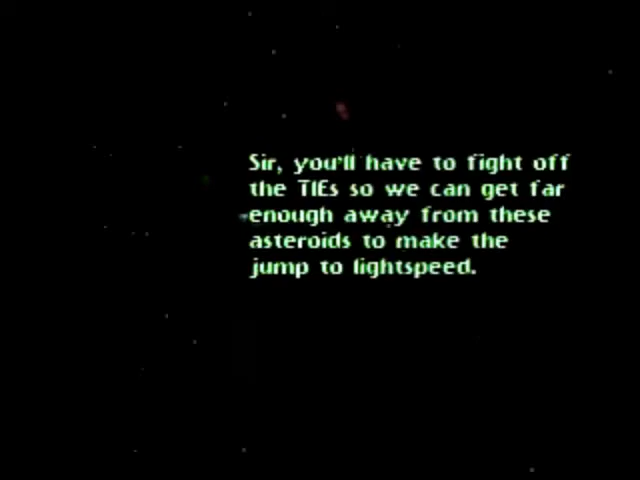 Sir, you'll have to fight off
the TIEs so we can get far
enough away from these
asteroids to make the
jump to lightspeed.